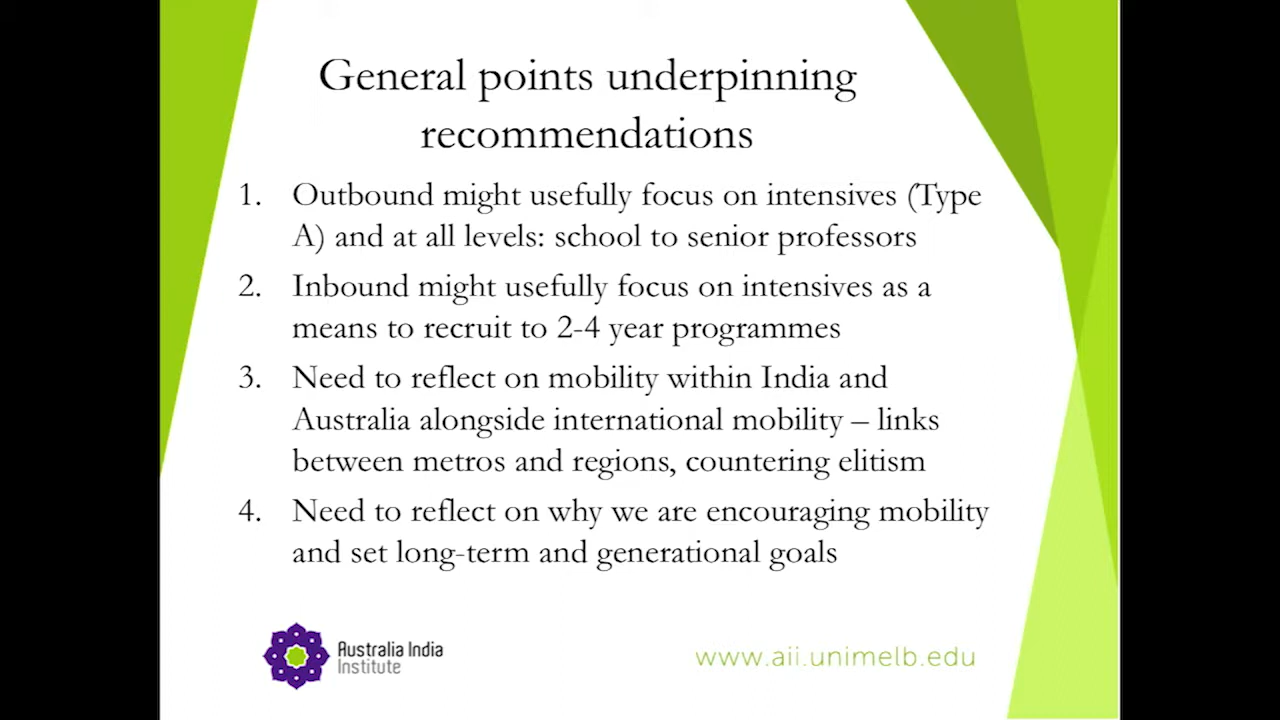 General points underpinning
recommendations
1. Outbound might usefully focus on intensives (Type
A) and at all levels: school to senior professors
2. Inbound might usefully focus on intensives as a
means to recruit to 2-4 year programmes
3. Need to reflect on mobility within India and
Australia alongside international mobility – links
between metros and regions, countering elitism
4. Need to reflect on why we are encouraging mobility
and set long-term and generational goals
Australia India
Institute
www.aii.unimelb.edu